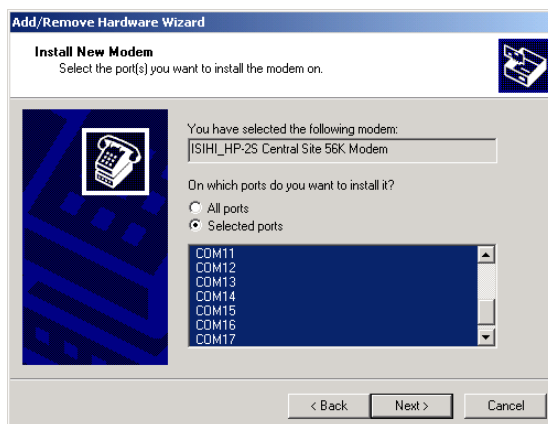 Add/Remove Hardware Wizard
Install New Modem
Select the port(s) you want to install the modem on.
You have selected the following modem:
ISIHI_HP-2S Central Site 56K Modem
On which ports do you want to install it?
All ports
Selected ports
COM11
COM12
COM13
COM14
COM15
COM16
COM17
< Back
Next >
Cancel